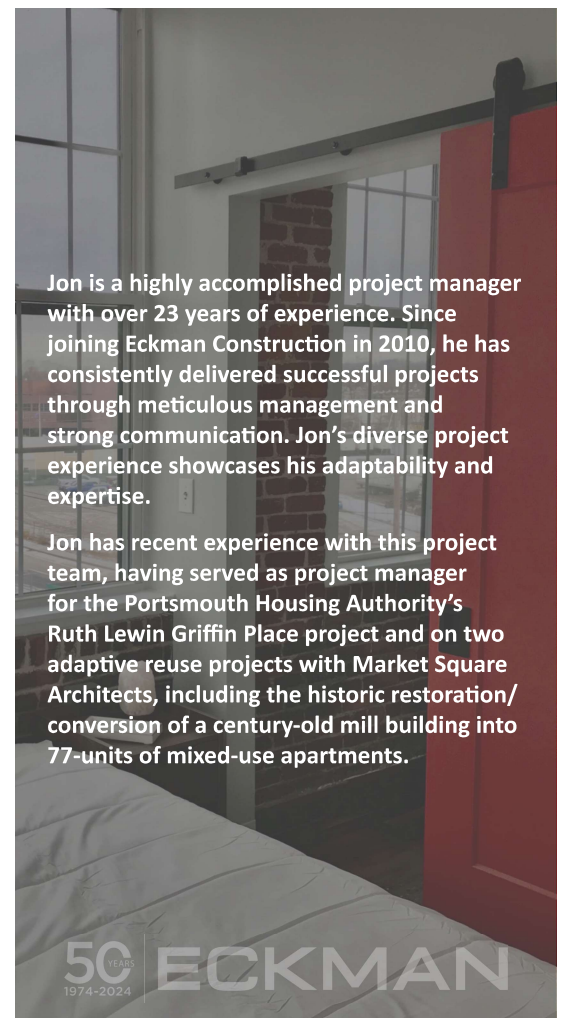 Jon is a highly accomplished project manager
with over 23 years of experience. Since
joining Eckman Construction in 2010, he has
consistently delivered successful projects
through meticulous management and
strong communication. Jon’s diverse project
experience showcases his adaptability and
expertise.
Jon has recent experience with this project
team, having served as project manager
for the Portsmouth Housing Authority’s
Ruth Lewin Griffin Place project and on two
adaptive reuse projects with Market Square
Architects, including the historic restoration/
conversion of a century-old mill building into
77-units of mixed-use apartments.
50 YEARS
1974-2024
ECKMAN